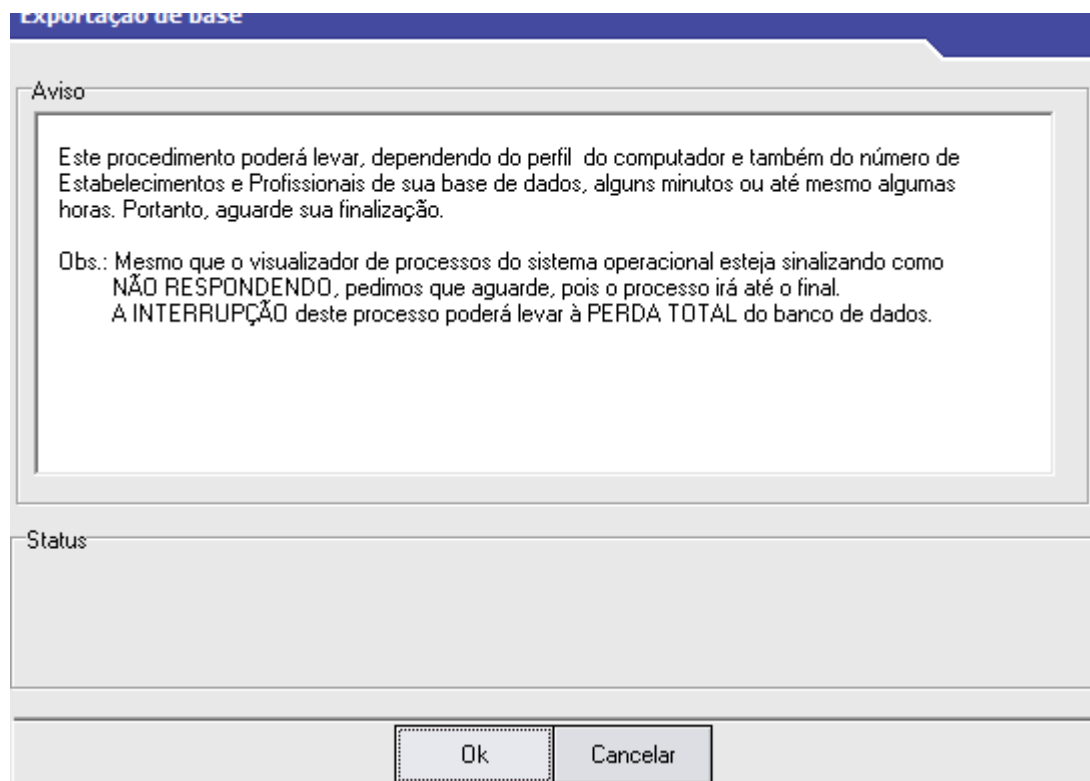 Exportação de base
Aviso
Este procedimento poderá levar, dependendo do perfil do computador e também do número de
Estabelecimentos e Profissionais de sua base de dados, alguns minutos ou até mesmo algumas
horas. Portanto, aguarde sua finalização.
Obs.: Mesmo que o visualizador de processos do sistema operacional esteja sinalizando como
NÃO RESPONDENDO, pedimos que aguarde, pois o processo irá até o final.
A INTERRUPÇÃO deste processo poderá levar à PERDA TOTAL do banco de dados.
Status
Ok
Cancelar